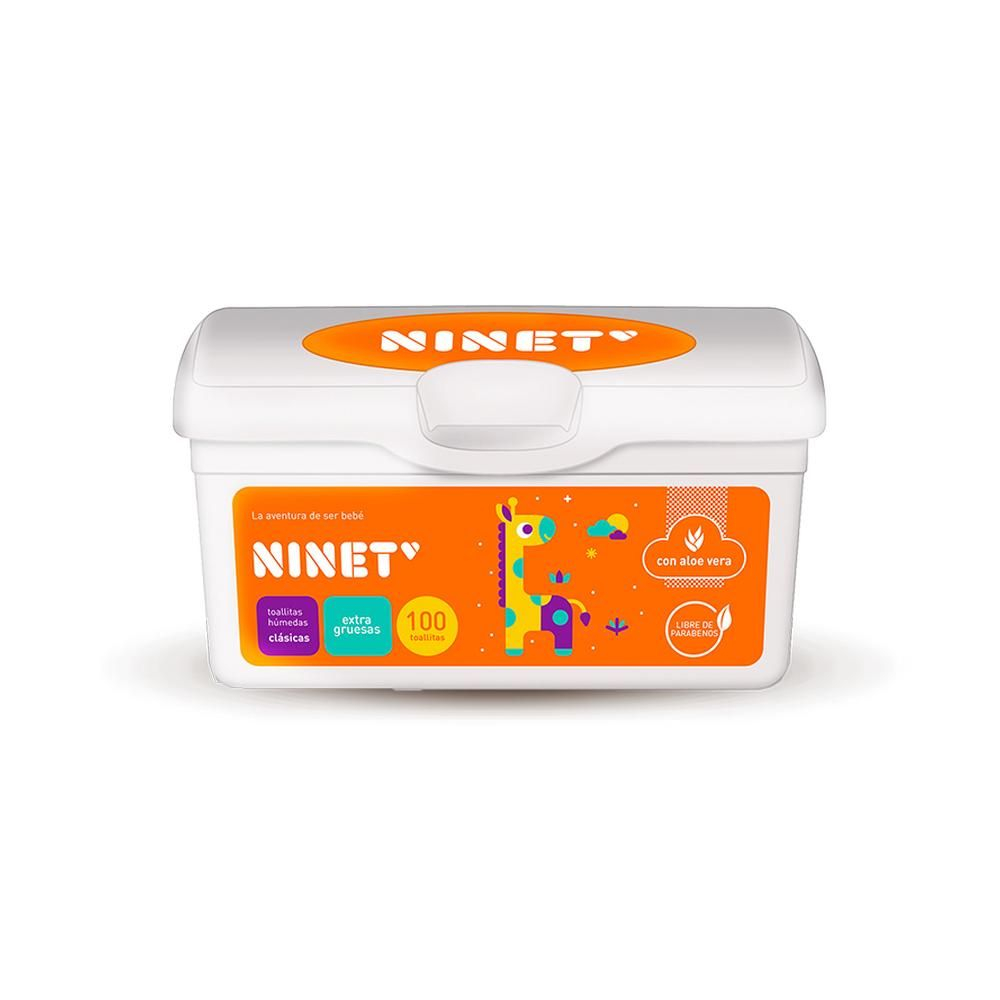 NINET
La aventura de ser bebé
NINET
toallitas
húmedas
clásicas
extra
gruesas
100
toallitas
con aloe vera
LIBRE DE
PARABENOS